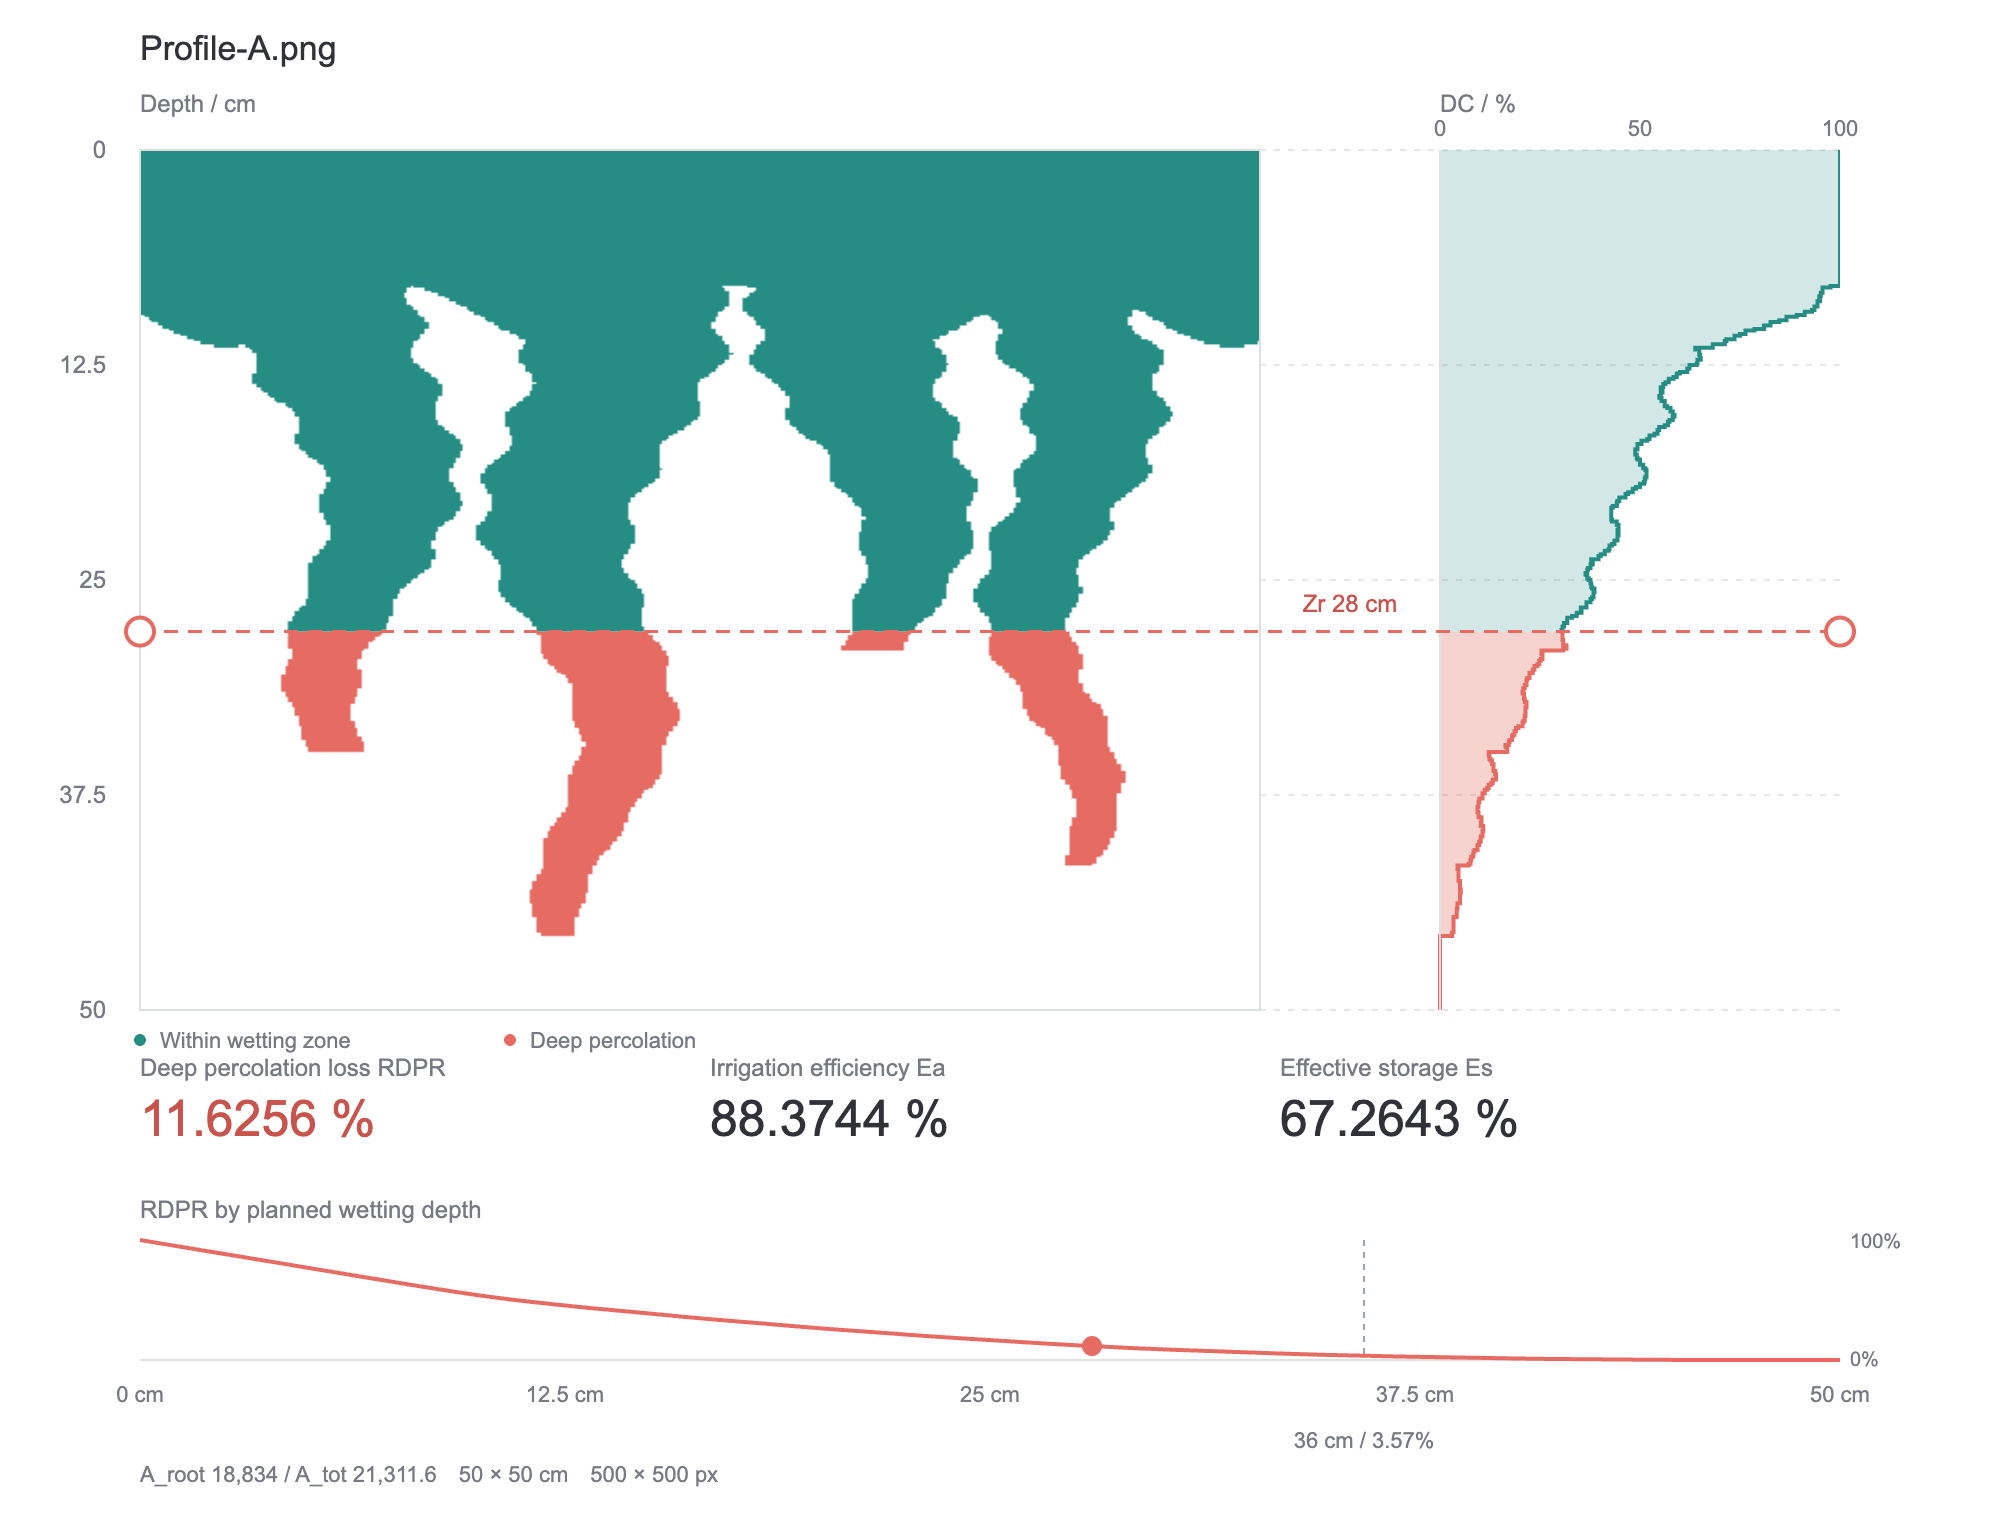 Profile-A.png
Depth / cm
DC / %
0 50 100
0
12.5
25
Zr 28 cm
37.5
50
Within wetting zone Deep percolation
Deep percolation loss RDPR Irrigation efficiency Ea Effective storage Es
11.6256 % 88.3744 % 67.2643 %
RDPR by planned wetting depth
100%
0%
0 cm 12.5 cm 25 cm 37.5 cm 50 cm
36 cm / 3.57%
A_root 18,834 / A_tot 21,311.6 50 × 50 cm 500 × 500 px